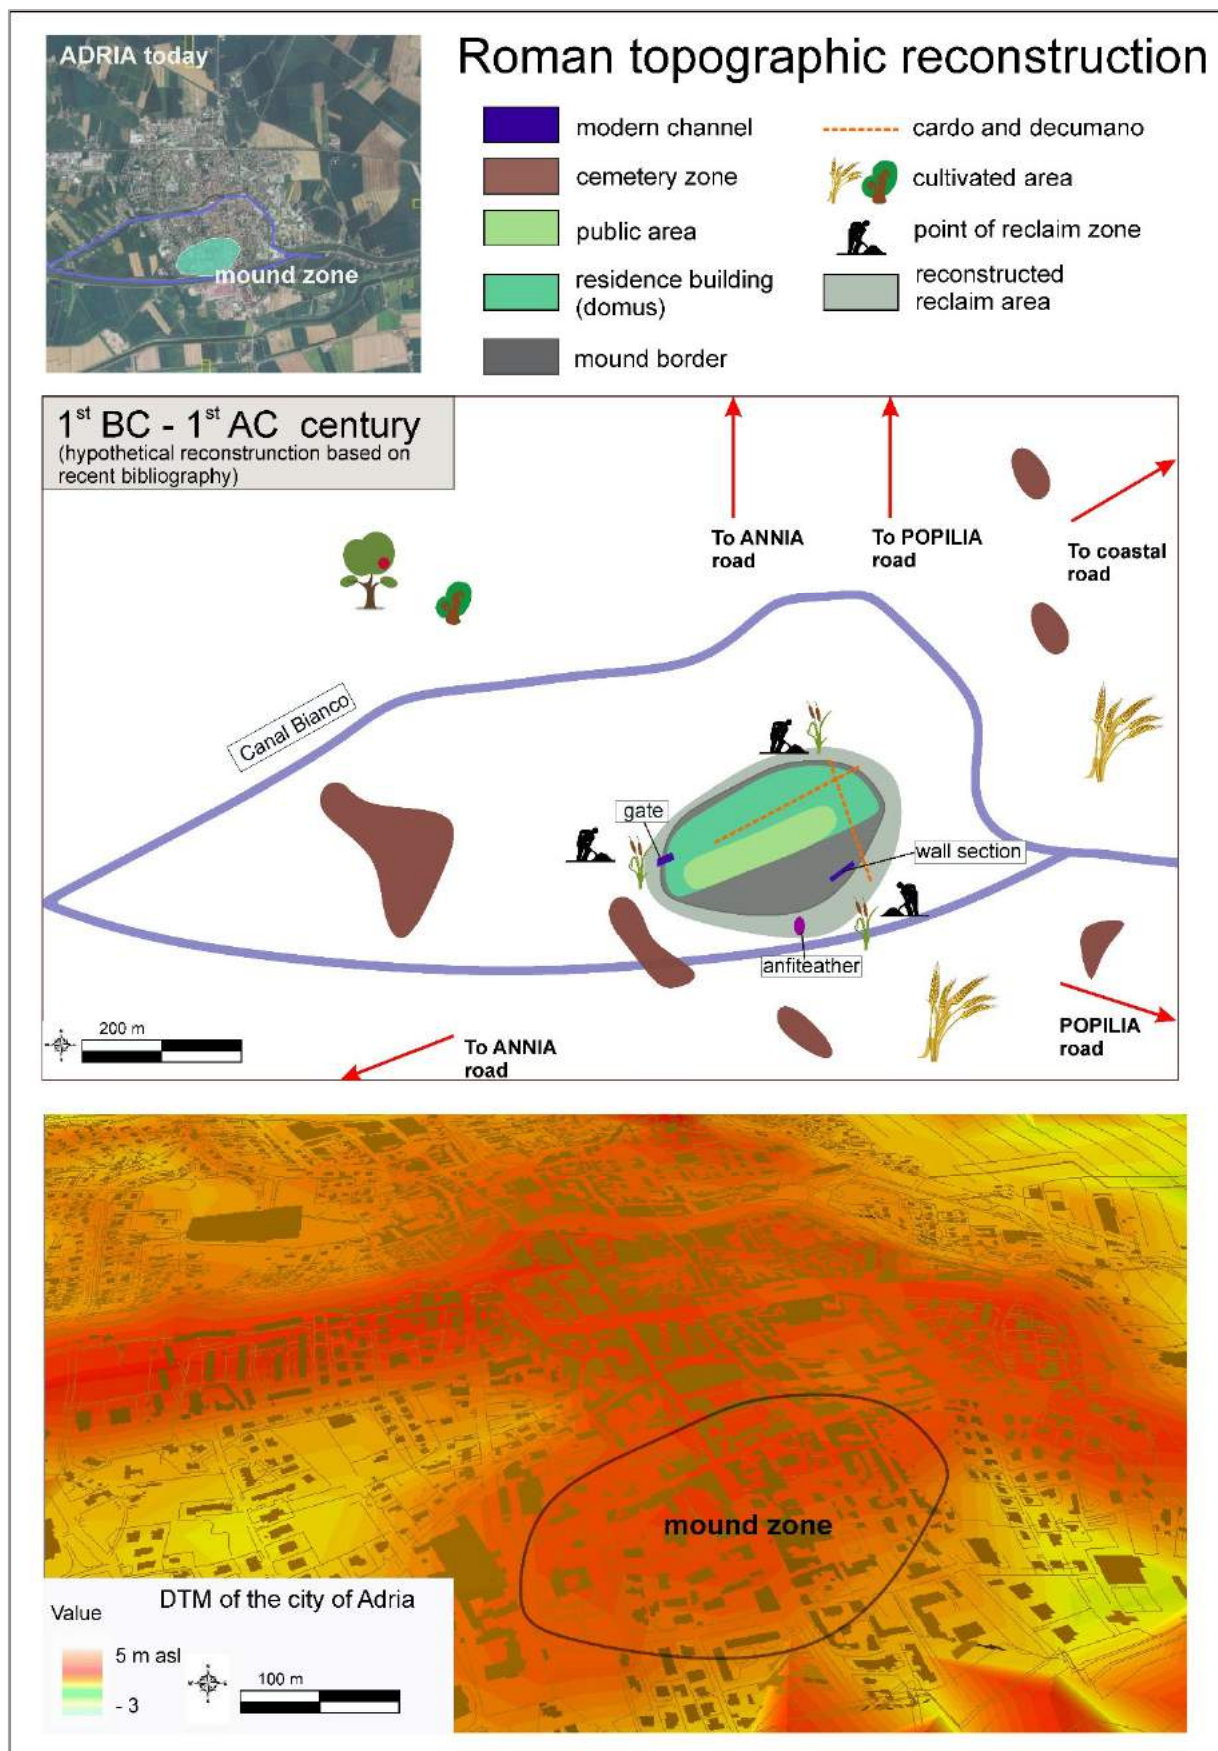 ADRIA today
mound zone
Roman topographic reconstruction
modern channel
cemetery zone
public area
residence building
(domus)
mound border
cardo and decumano
cultivated area
point of reclaim zone
reconstructed
reclaim area
1st BC - 1st AC century
(hypothetical reconstrunction based on
recent bibliography)
To ANNIA
road
To POPILIA
road
To coastal
road
Canal Bianco
gate
wall section
anfiteather
200 m
To ANNIA
road
POPILIA
road
mound zone
DTM of the city of Adria
Value
5 m asl
- 3
100 m